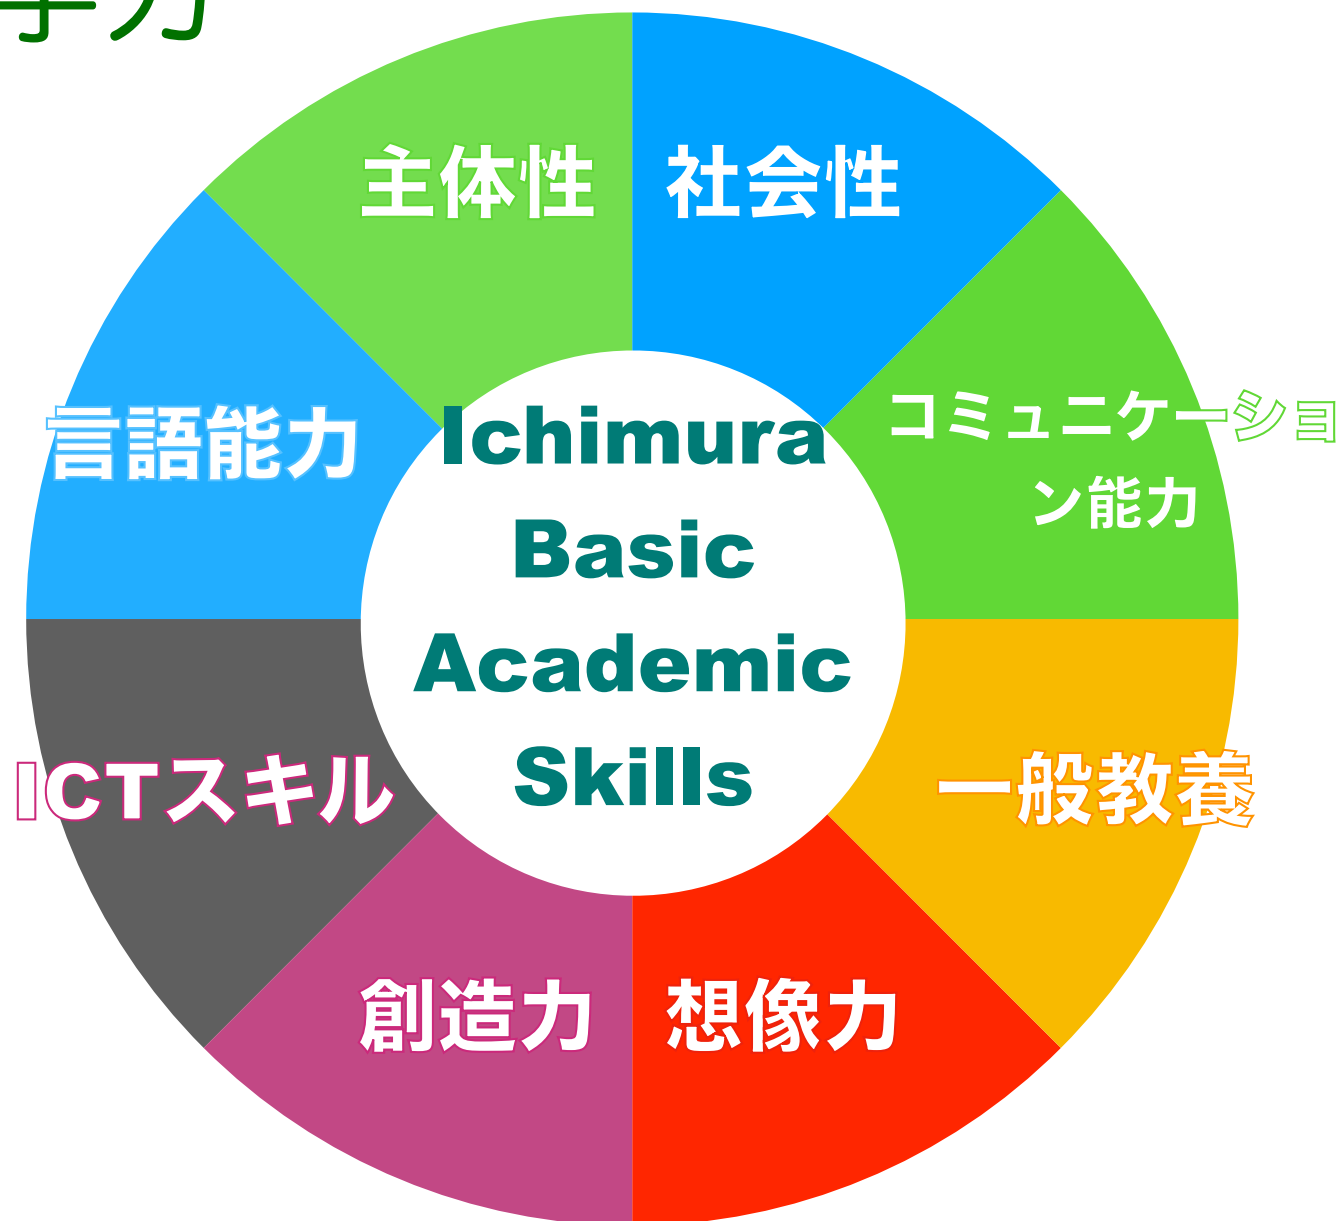 学力
主体性
社会性
言語能力
コミュニケーショ
ン能力
Ichimura
Basic
Academic
Skills
ICTスキル
一般教養
創造力
想像力